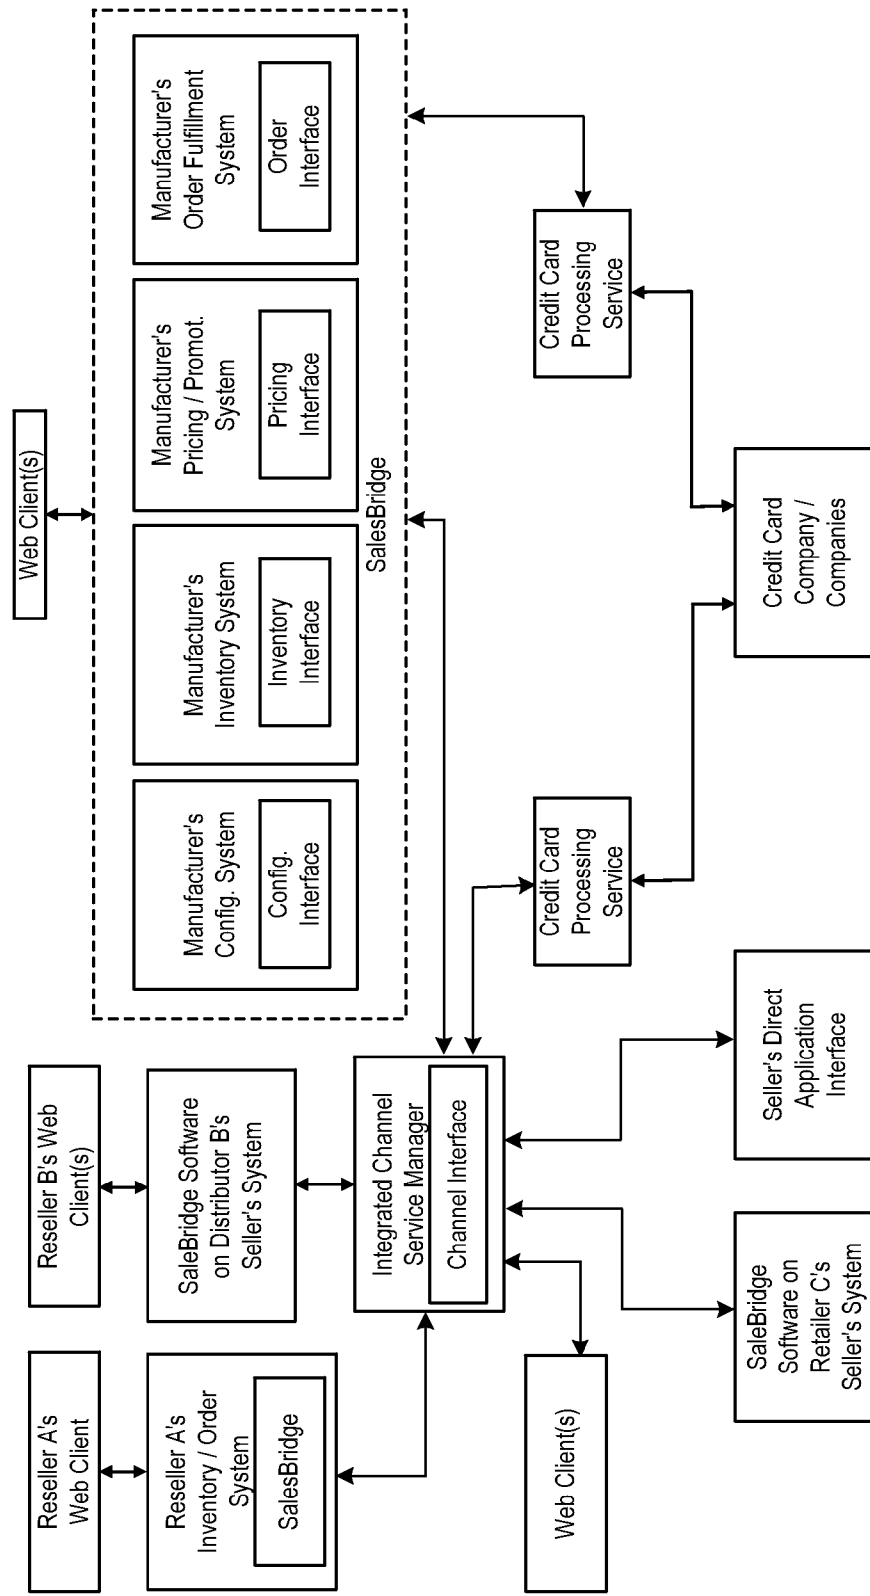 Reseller A's
Web Client
Reseller B's Web
Client(s)
Web Client(s)
Reseller A's
Inventory / Order
System
SalesBridge
SaleBridge Software
on Distributor B's
Seller's System
Manufacturer's
Config. System
Config.
Interface
Manufacturer's
Inventory System
Inventory
Interface
Manufacturer's
Pricing / Promot.
System
Pricing
Interface
Manufacturer's
Order Fulfillment
System
Order
Interface
SalesBridge
Integrated Channel
Service Manager
Channel Interface
Web Client(s)
Credit Card
Processing
Service
Credit Card
Processing
Service
SaleBridge
Software on
Retailer C's
Seller's System
Seller's Direct
Application
Interface
Credit Card
Company /
Companies